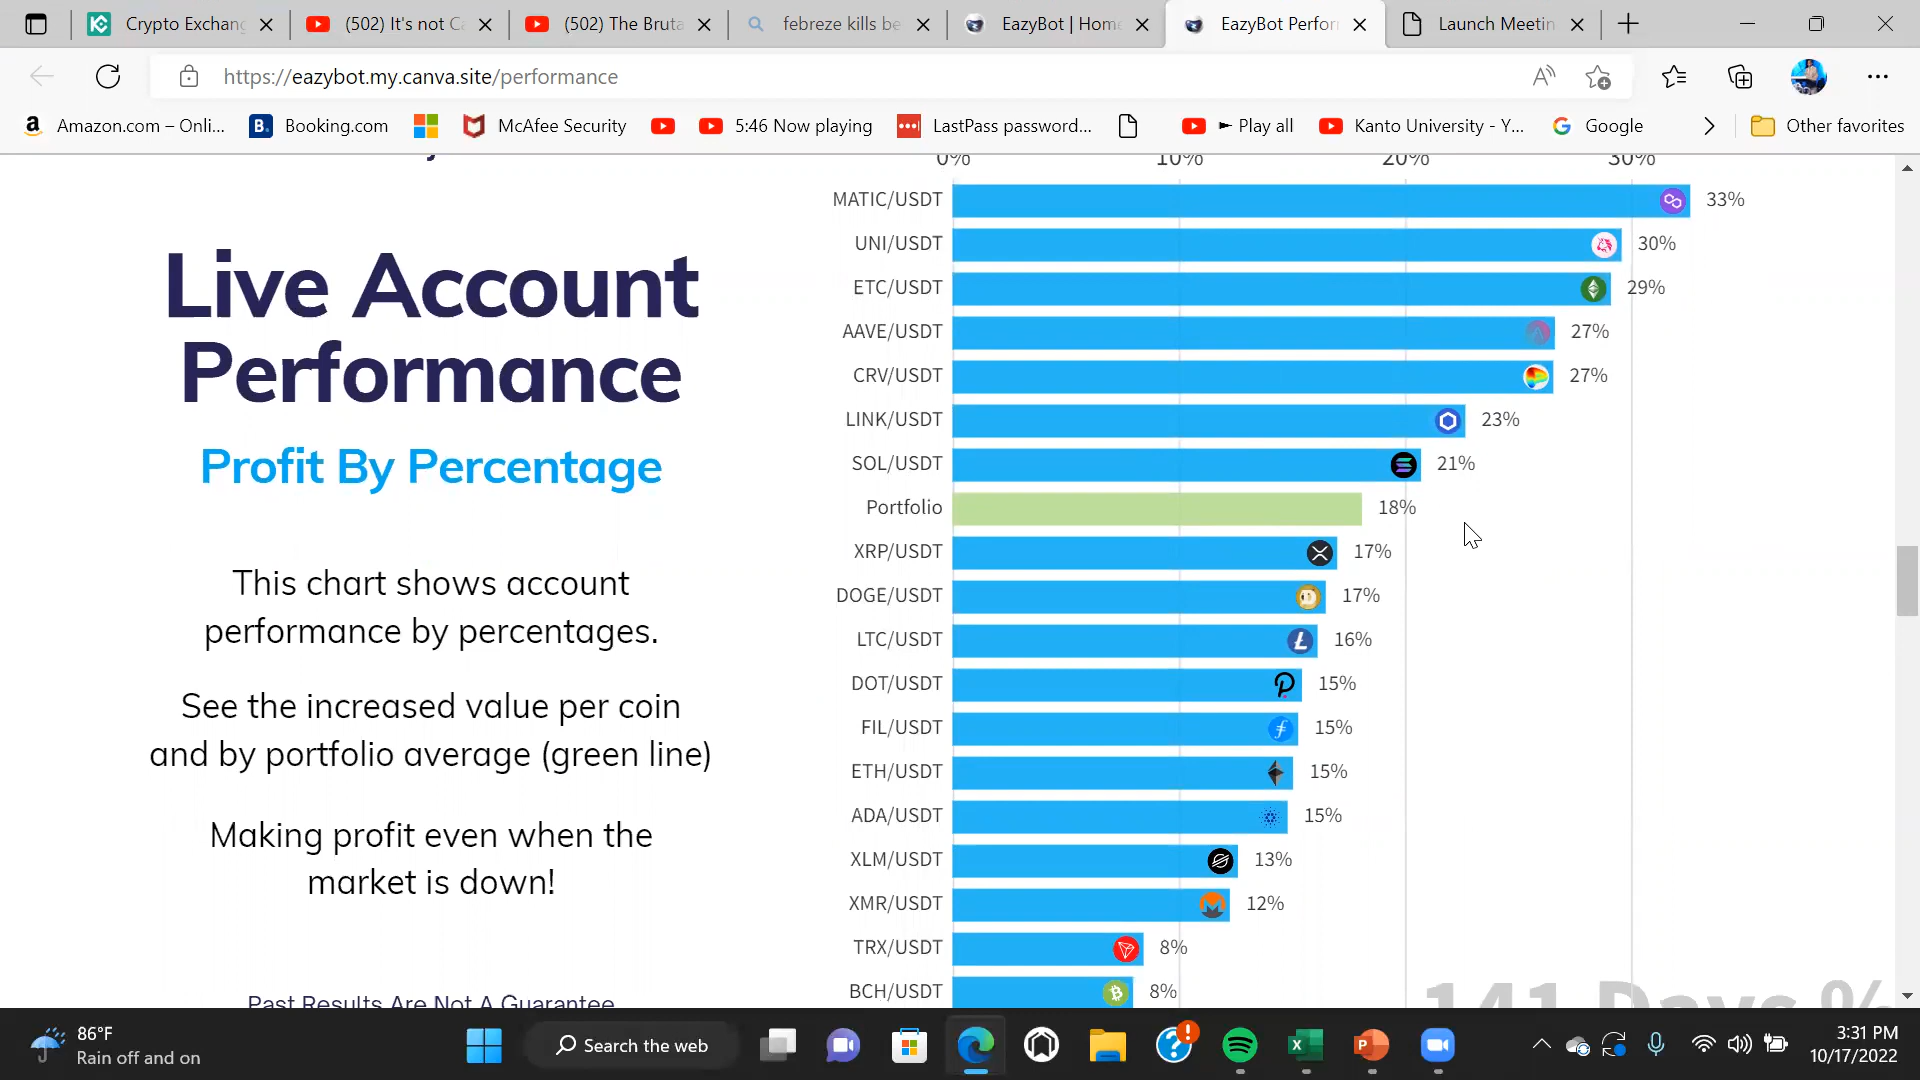 Crypto Exchang
(502) It's not Ca
(502) The Bruta
febreze kills be
EazyBot | Home
EazyBot Perfor
Launch Meetin
https://eazybot.my.canva.site/performance
Amazon.com – Onli...
Booking.com
McAfee Security
5:46 Now playing
LastPass password...
► Play all
Kanto University - Y...
Google
Other favorites
0%
10%
20%
30%
Live Account
Performance
Profit By Percentage
This chart shows account
performance by percentages.
See the increased value per coin
and by portfolio average (green line)
Making profit even when the
market is down!
Past Results Are Not A Guarantee
MATIC/USDT 33%
UNI/USDT 30%
ETC/USDT 29%
AAVE/USDT 27%
CRV/USDT 27%
LINK/USDT 23%
SOL/USDT 21%
Portfolio 18%
XRP/USDT 17%
DOGE/USDT 17%
LTC/USDT 16%
DOT/USDT 15%
FIL/USDT 15%
ETH/USDT 15%
ADA/USDT 15%
XLM/USDT 13%
XMR/USDT 12%
TRX/USDT 8%
BCH/USDT 8%
141 Days %
86°F
Rain off and on
Search the web
3:31 PM
10/17/2022